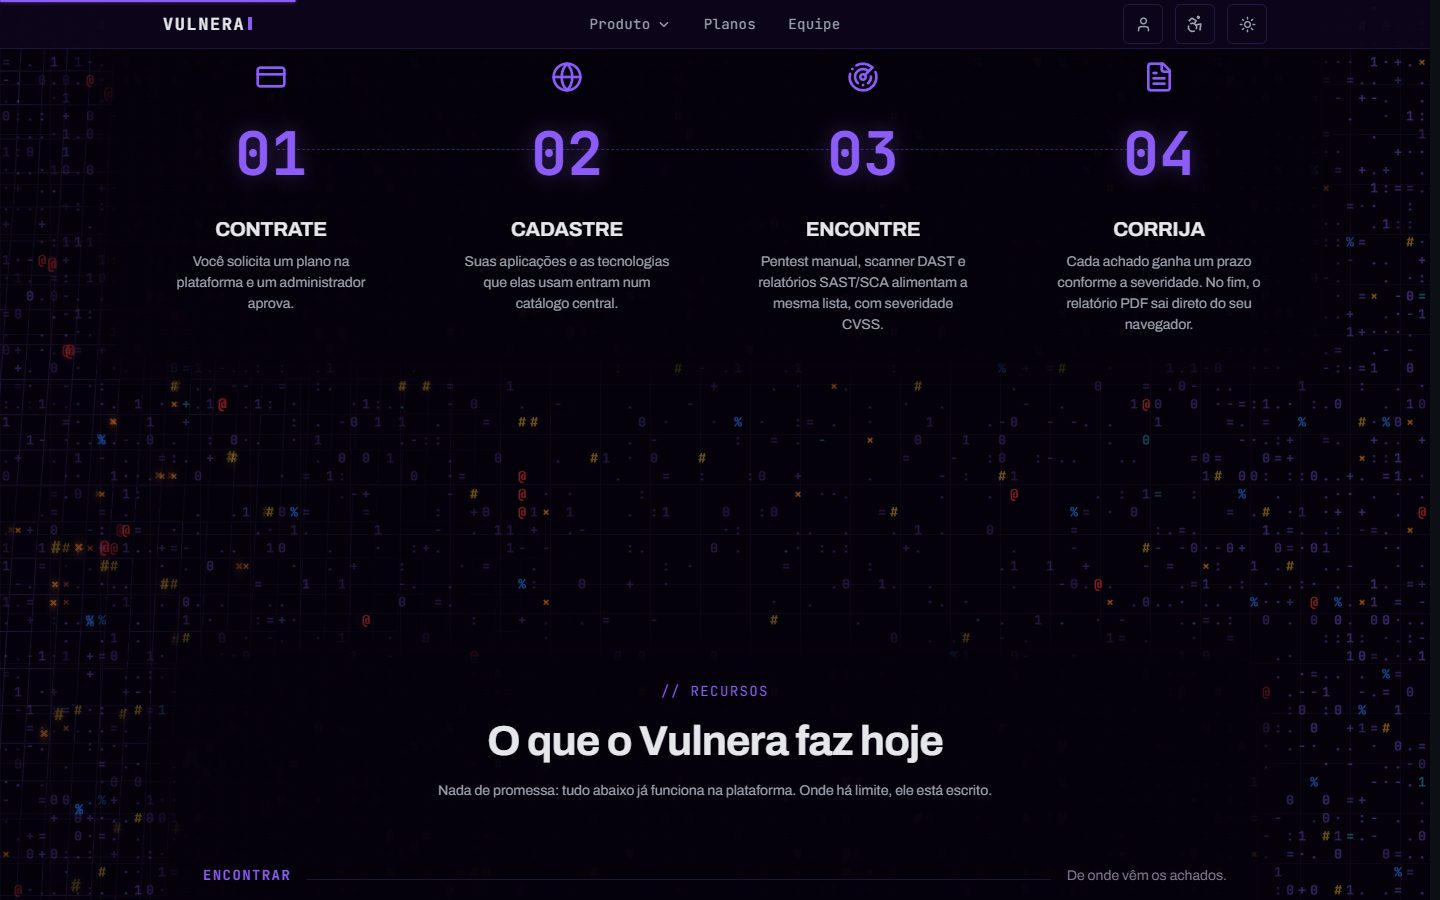 VULNERA
Produto
Planos
Equipe
01
02
03
04
CONTRATE
CADASTRE
ENCONTRE
CORRIJA
Você solicita um plano na
plataforma e um administrador
aprova.
Suas aplicações e as tecnologias
que elas usam entram num
catálogo central.
Pentest manual, scanner DAST e
relatórios SAST/SCA alimentam a
mesma lista, com severidade
CVSS.
Cada achado ganha um prazo
conforme a severidade. No fim, o
relatório PDF sai direto do seu
navegador.
// RECURSOS
O que o Vulnera faz hoje
Nada de promessa: tudo abaixo já funciona na plataforma. Onde há limite, ele está escrito.
ENCONTRAR
De onde vêm os achados.